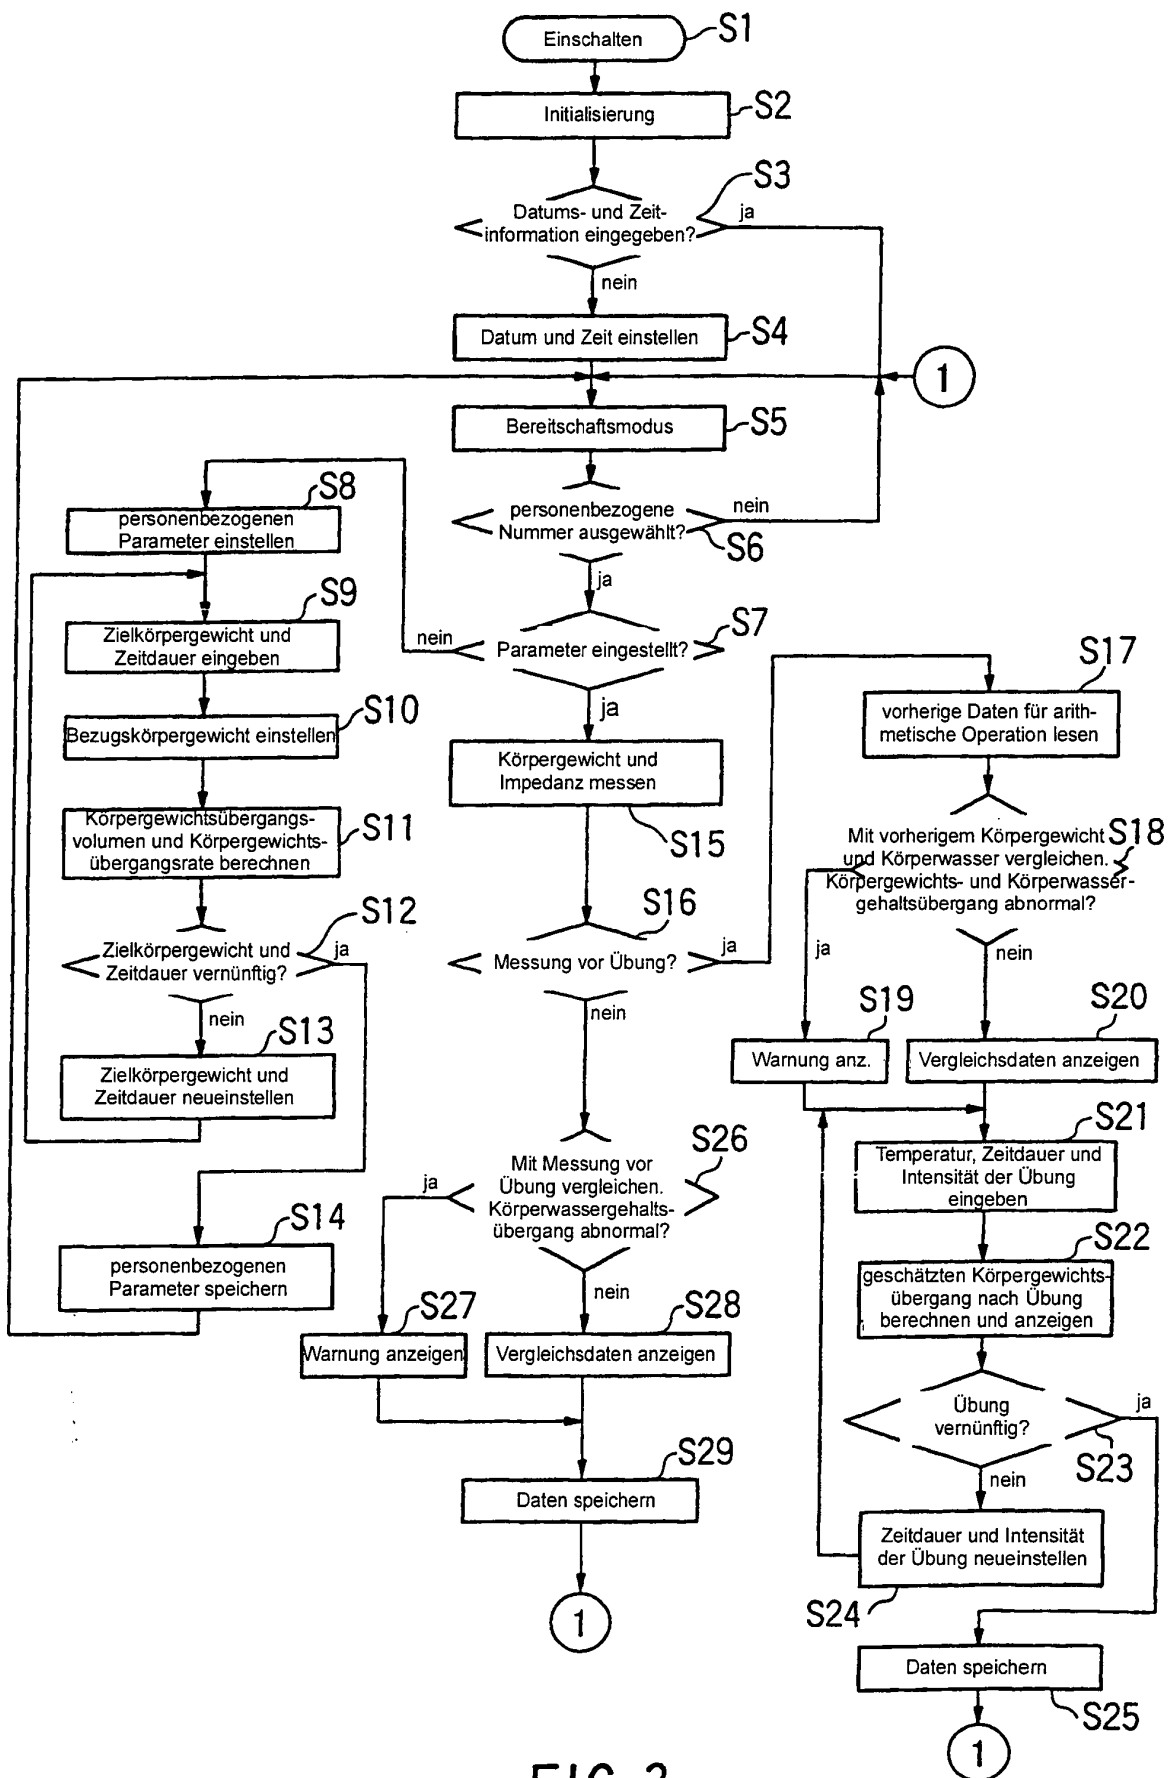 Einschalten
S1
Initialisierung
S2
S3
Datums- und Zeit-
information eingegeben?
ja
nein
Datum und Zeit einstellen
S4
1
Bereitschaftsmodus
S5
personenbezogene
Nummer ausgewählt?
nein
S6
ja
Parameter eingestellt?
S7
nein
ja
S8
personenbezogenen
Parameter einstellen
S9
Zielkörpergewicht und
Zeitdauer eingeben
S10
Bezugskörpergewicht einstellen
Körpergewichtsübergangs-
volumen und Körpergewichts-
übergangsrate berechnen
S11
S12
Zielkörpergewicht und
Zeitdauer vernünftig?
ja
nein
S13
Zielkörpergewicht und
Zeitdauer neueinstellen
S14
personenbezogenen
Parameter speichern
Körpergewicht und
Impedanz messen
S15
S16
Messung vor Übung?
ja
nein
S17
vorherige Daten für arith-
metische Operation lesen
Mit vorherigem Körpergewicht
und Körperwasser vergleichen.
Körpergewichts- und Körperwasser-
gehaltsübergang abnormal?
S18
ja
nein
S19
Warnung anz.
S20
Vergleichsdaten anzeigen
S21
Temperatur, Zeitdauer und
Intensität der Übung
eingeben
S22
geschätzten Körpergewichts-
übergang nach Übung
berechnen und anzeigen
Übung
vernünftig?
ja
S23
nein
Zeitdauer und Intensität
der Übung neueinstellen
S24
Daten speichern
S25
1
S26
Mit Messung vor
Übung vergleichen.
Körperwassergehalts-
übergang abnormal?
ja
nein
S27
Warnung anzeigen
S28
Vergleichsdaten anzeigen
S29
Daten speichern
1